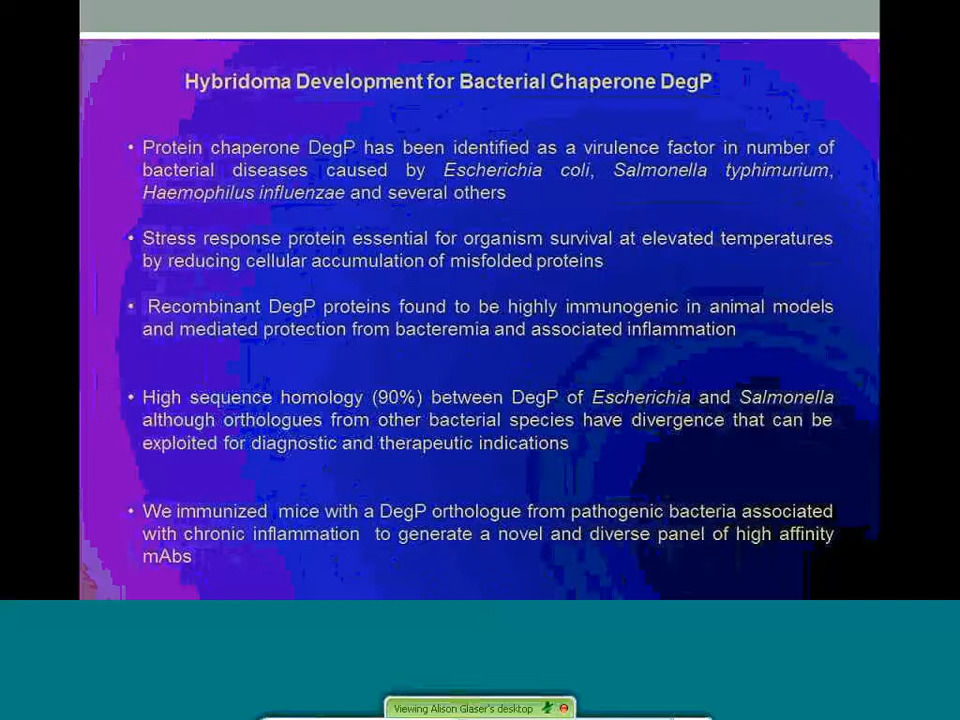 Hybridoma Development for Bacterial Chaperone DegP
• Protein chaperone DegP has been identified as a virulence factor in number of
bacterial diseases caused by Escherichia coli, Salmonella typhimurium,
Haemophilus influenzae and several others
• Stress response protein essential for organism survival at elevated temperatures
by reducing cellular accumulation of misfolded proteins
• Recombinant DegP proteins found to be highly immunogenic in animal models
and mediated protection from bacteremia and associated inflammation
• High sequence homology (90%) between DegP of Escherichia and Salmonella
although orthologues from other bacterial species have divergence that can be
exploited for diagnostic and therapeutic indications
• We immunized mice with a DegP orthologue from pathogenic bacteria associated
with chronic inflammation to generate a novel and diverse panel of high affinity
mAbs
Viewing Alison Glaser's desktop